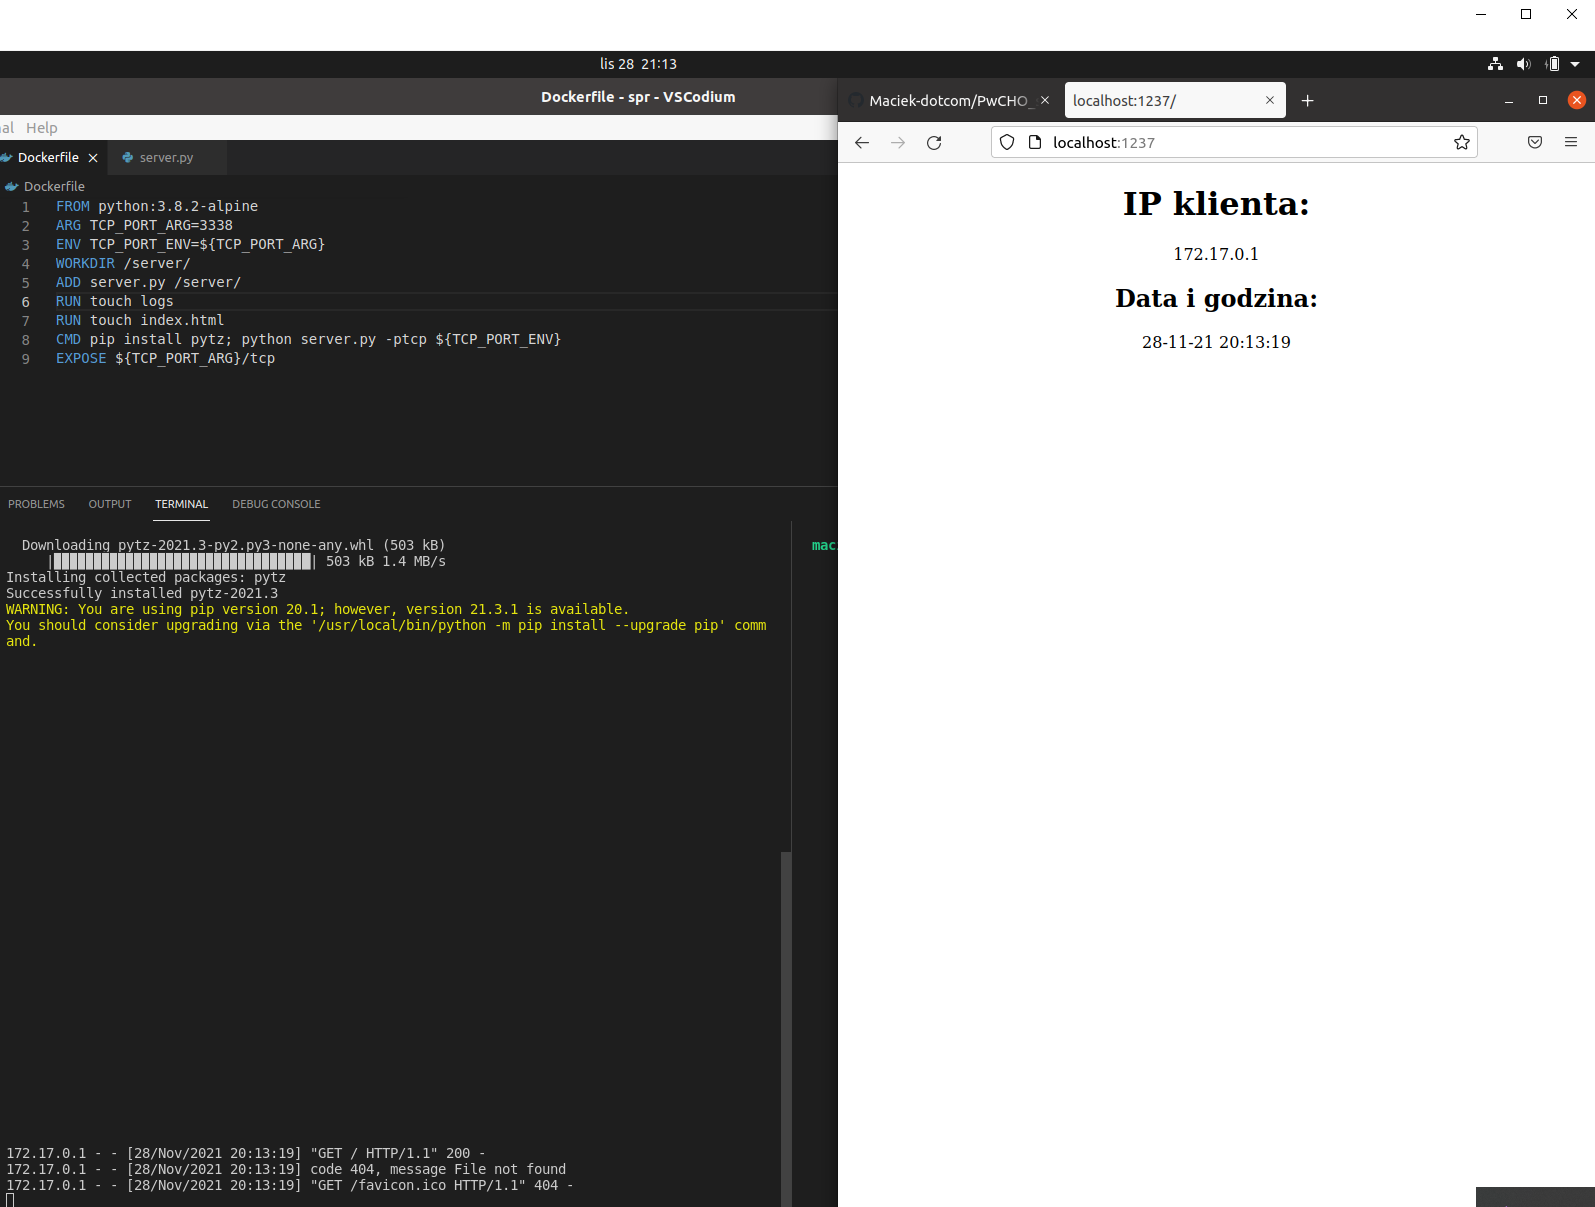 lis 28 21:13
Dockerfile - spr - VSCodium
al Help
Dockerfile
server.py
Dockerfile
1 FROM python:3.8.2-alpine
2 ARG TCP_PORT_ARG=3338
3 ENV TCP_PORT_ENV=${TCP_PORT_ARG}
4 WORKDIR /server/
5 ADD server.py /server/
6 RUN touch logs
7 RUN touch index.html
8 CMD pip install pytz; python server.py -ptcp ${TCP_PORT_ENV}
9 EXPOSE ${TCP_PORT_ARG}/tcp
PROBLEMS OUTPUT TERMINAL DEBUG CONSOLE
Downloading pytz-2021.3-py2.py3-none-any.whl (503 kB)
|████████████████████████████████| 503 kB 1.4 MB/s
Installing collected packages: pytz
Successfully installed pytz-2021.3
WARNING: You are using pip version 20.1; however, version 21.3.1 is available.
You should consider upgrading via the '/usr/local/bin/python -m pip install --upgrade pip' comm
and.
172.17.0.1 - - [28/Nov/2021 20:13:19] "GET / HTTP/1.1" 200 -
172.17.0.1 - - [28/Nov/2021 20:13:19] code 404, message File not found
172.17.0.1 - - [28/Nov/2021 20:13:19] "GET /favicon.ico HTTP/1.1" 404 -
mac
Maciek-dotcom/PwCHO_
localhost:1237/
localhost:1237
IP klienta:
172.17.0.1
Data i godzina:
28-11-21 20:13:19